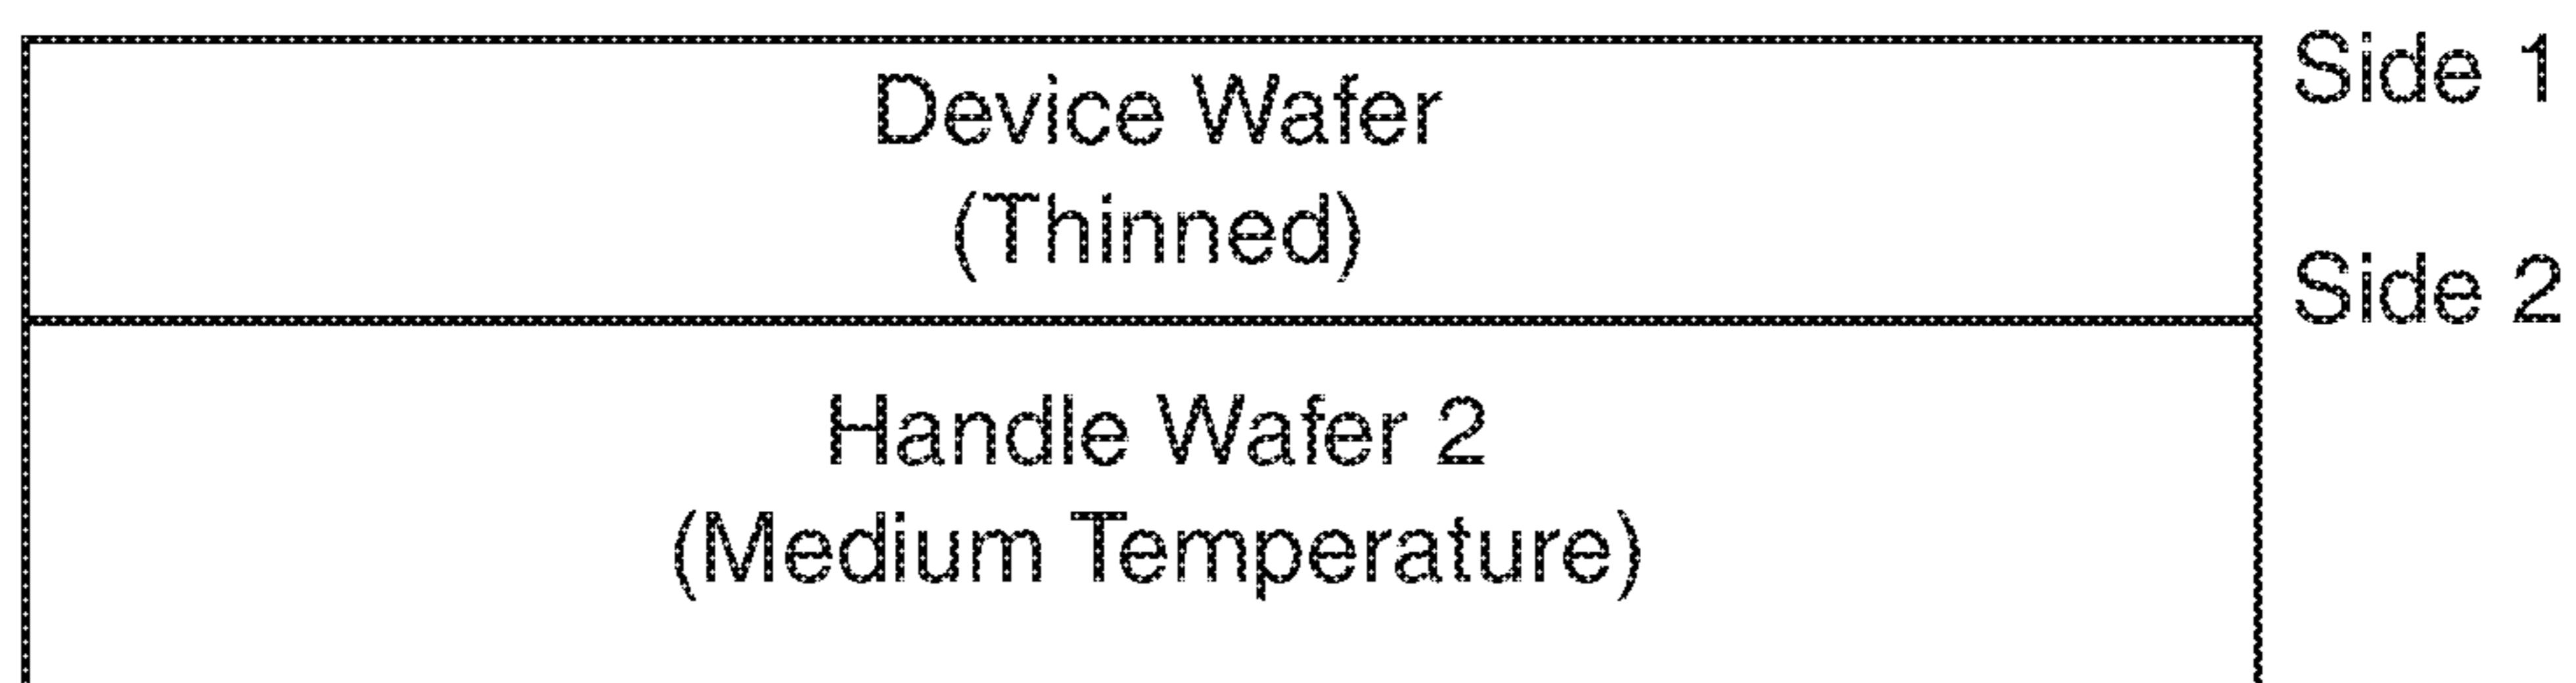 Device Wafer
(Thinned)
Side 1
Side 2
Handle Wafer 2
(Medium Temperature)